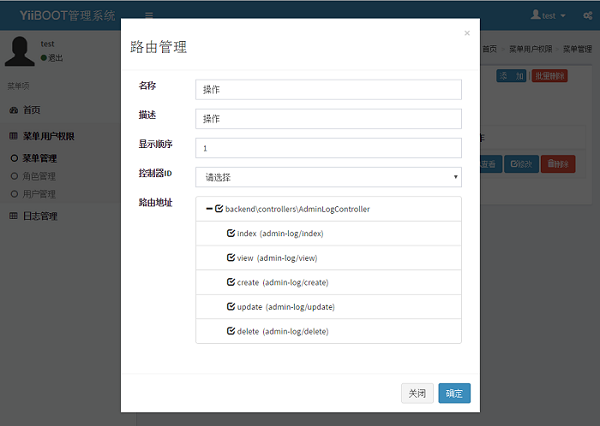 YiiBOOT管理系统
test
test
退出
首页
菜单用户权限
菜单管理
菜单项
首页
菜单用户权限
菜单管理
角色管理
用户管理
日志管理
添 加
批量删除
作
查看
修改
删除
路由管理
×
名称
操作
描述
操作
显示顺序
1
控制器ID
请选择
路由地址
backend\controllers\AdminLogController
index (admin-log/index)
view (admin-log/view)
create (admin-log/create)
update (admin-log/update)
delete (admin-log/delete)
关闭
确定